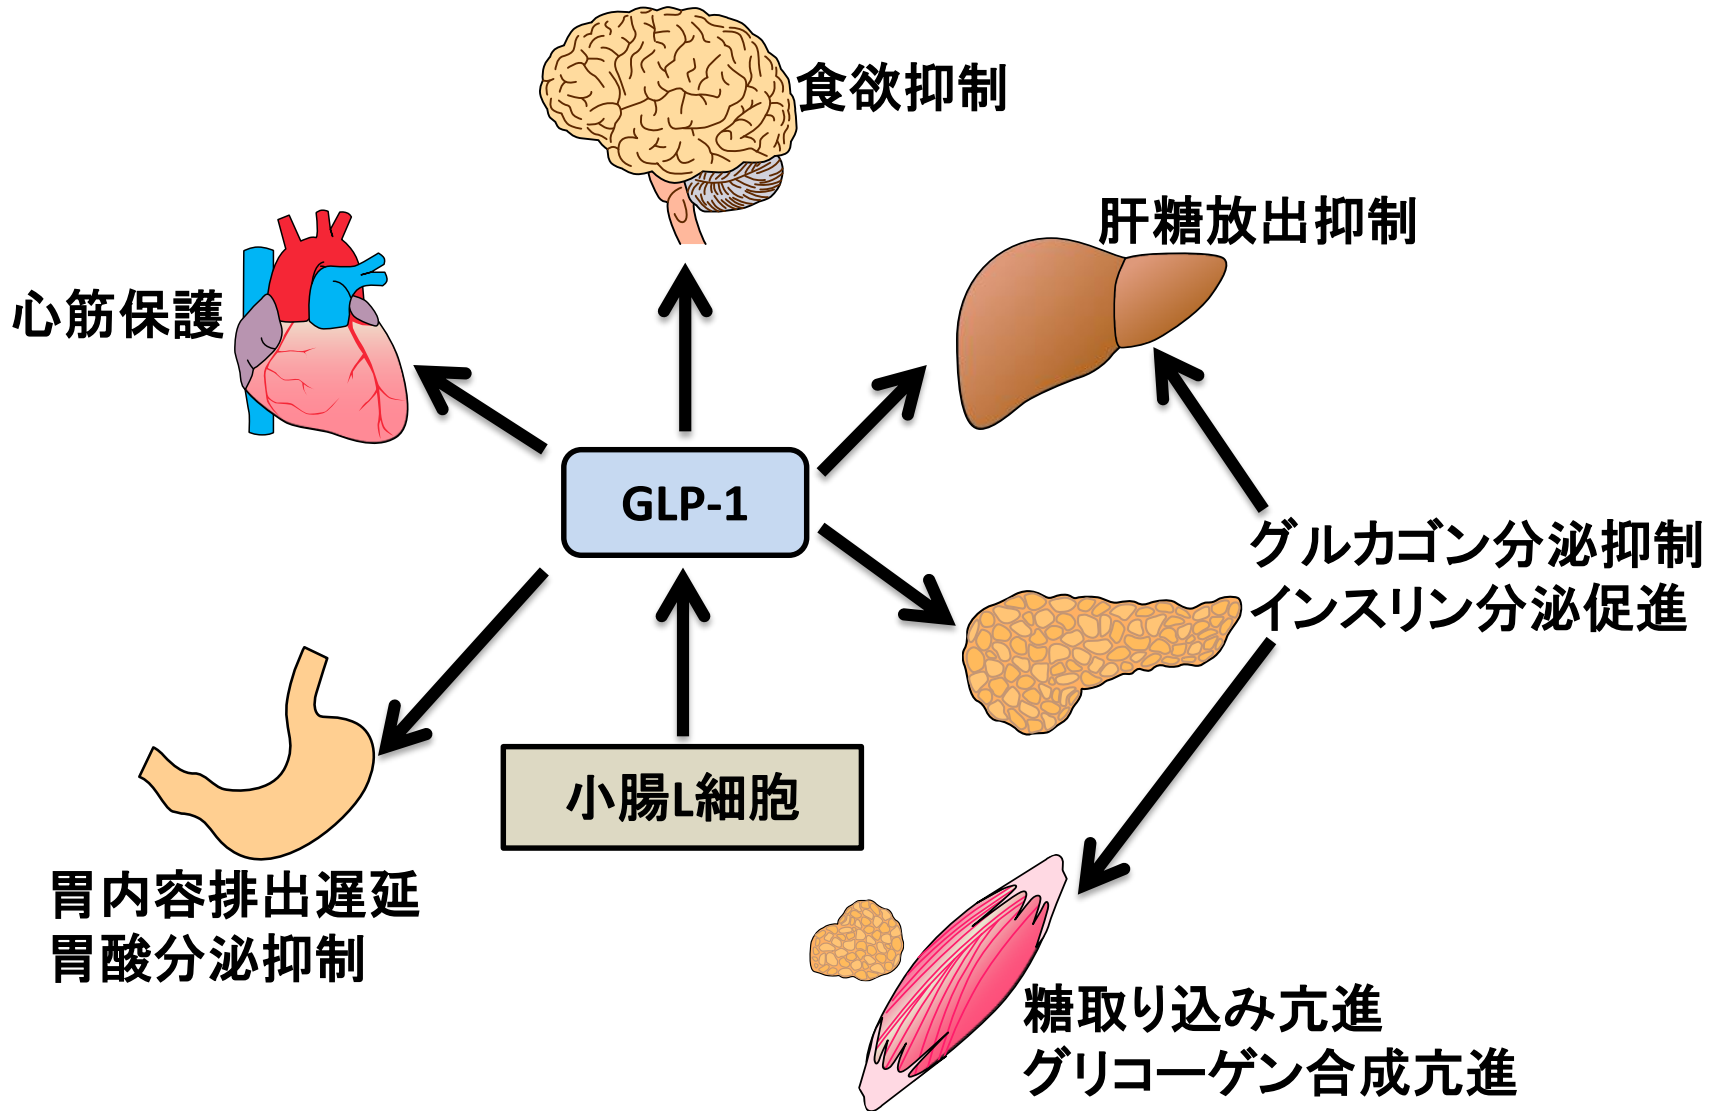 食欲抑制
肝糖放出抑制
心筋保護
GLP-1
グルカゴン分泌抑制
インスリン分泌促進
小腸L細胞
胃内容排出遅延
胃酸分泌抑制
糖取り込み亢進
グリコーゲン合成亢進